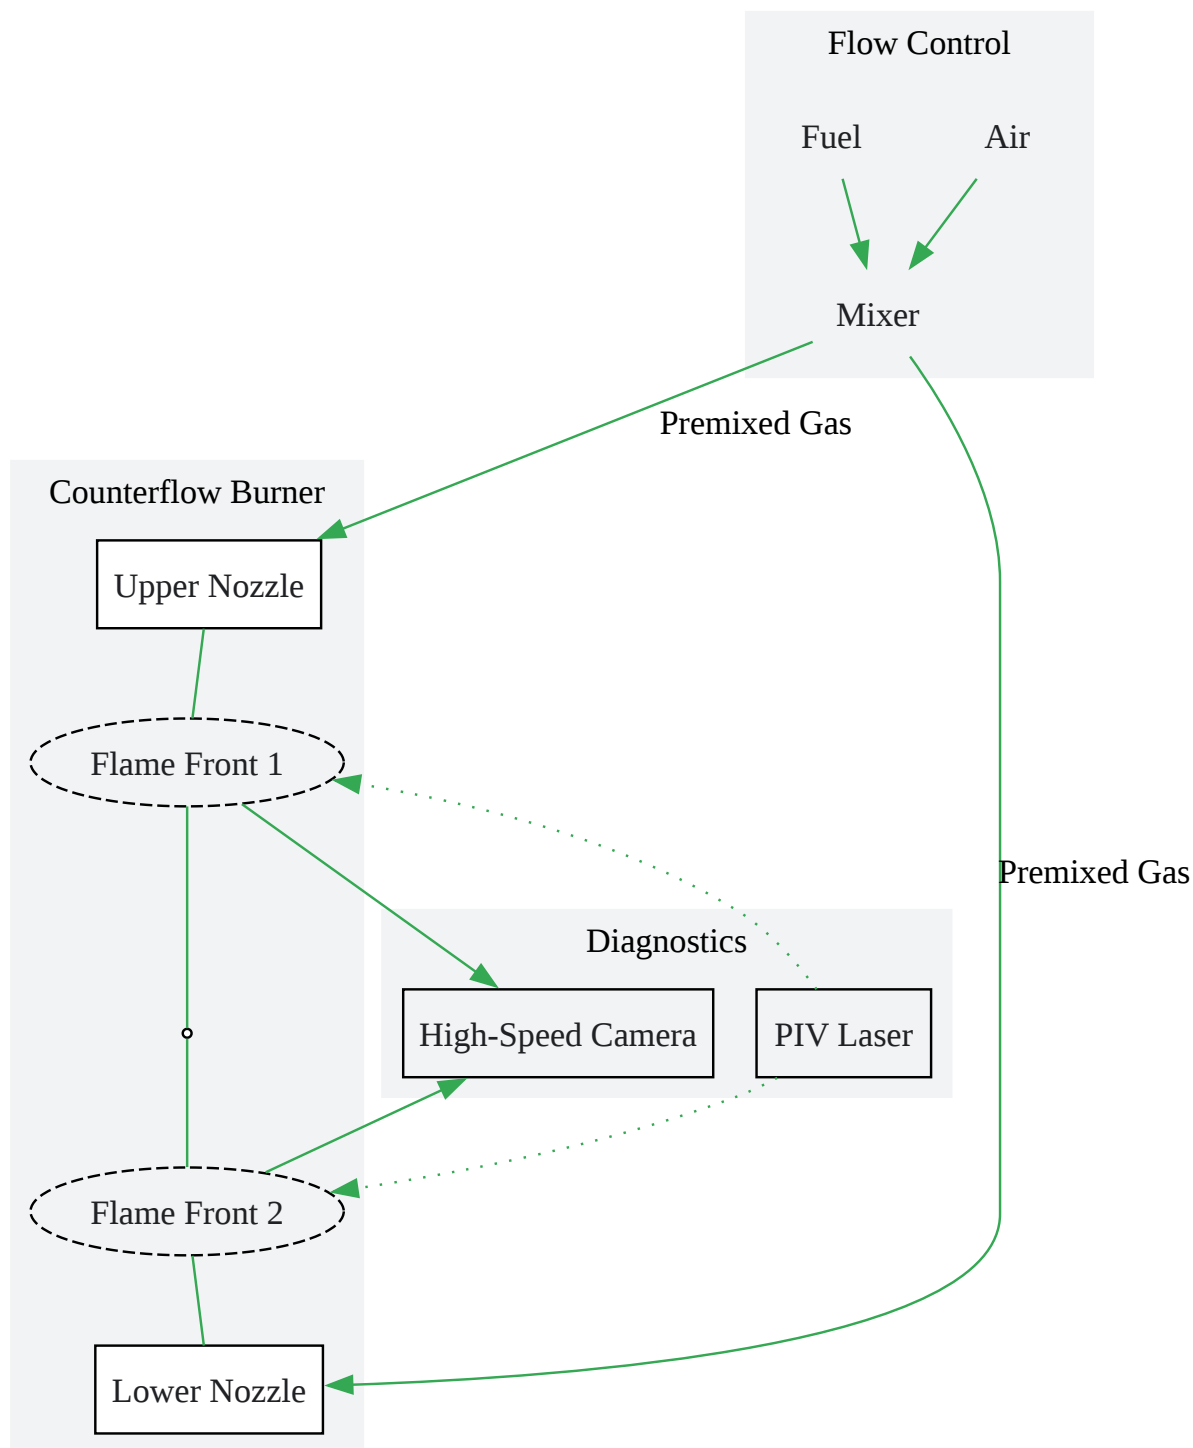 Flow Control
Fuel
Air
Mixer
Premixed Gas
Counterflow Burner
Upper Nozzle
Flame Front 1
Premixed Gas
Diagnostics
High-Speed Camera
PIV Laser
Flame Front 2
Lower Nozzle